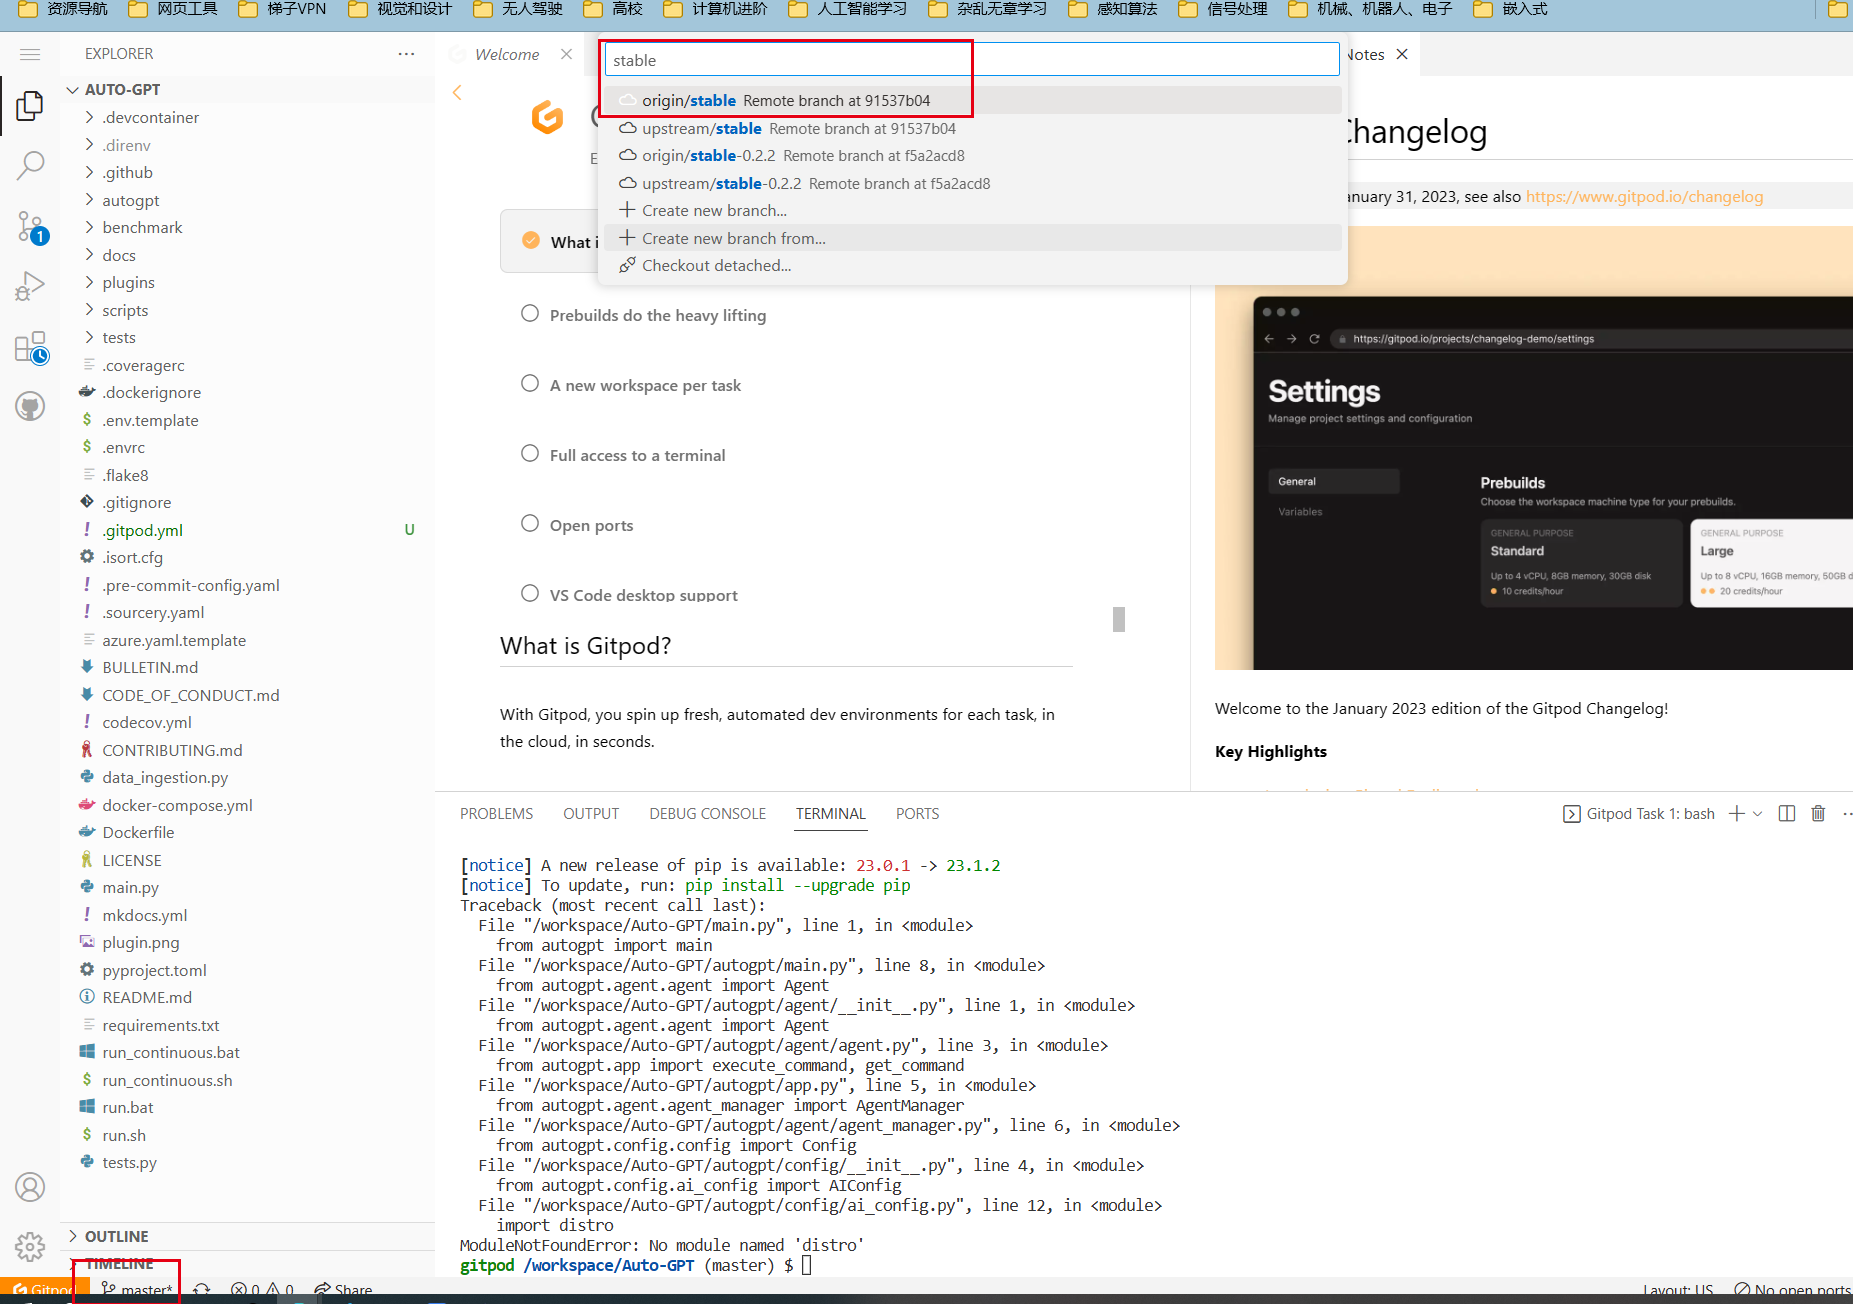 资源导航
网页工具
梯子VPN
视觉和设计
无人驾驶
高校
计算机进阶
人工智能学习
杂乱无章学习
感知算法
信号处理
机械、机器人、电子
嵌入式
EXPLORER
AUTO-GPT
.devcontainer
.direnv
.github
autogpt
benchmark
docs
plugins
scripts
tests
.coveragerc
.dockerignore
.env.template
.envrc
.flake8
.gitignore
.gitpod.yml U
.isort.cfg
.pre-commit-config.yaml
.sourcery.yaml
azure.yaml.template
BULLETIN.md
CODE_OF_CONDUCT.md
codecov.yml
CONTRIBUTING.md
data_ingestion.py
docker-compose.yml
Dockerfile
LICENSE
main.py
mkdocs.yml
plugin.png
pyproject.toml
README.md
requirements.txt
run_continuous.bat
run_continuous.sh
run.bat
run.sh
tests.py
OUTLINE
TIMELINE
1
Welcome
Notes
stable
origin/stable Remote branch at 91537b04
upstream/stable Remote branch at 91537b04
origin/stable-0.2.2 Remote branch at f5a2acd8
upstream/stable-0.2.2 Remote branch at f5a2acd8
Create new branch...
Create new branch from...
Checkout detached...
What i
Prebuilds do the heavy lifting
A new workspace per task
Full access to a terminal
Open ports
VS Code desktop support
What is Gitpod?
With Gitpod, you spin up fresh, automated dev environments for each task, in
the cloud, in seconds.
Changelog
anuary 31, 2023, see also https://www.gitpod.io/changelog
https://gitpod.io/projects/changelog-demo/settings
Settings
Manage project settings and configuration
General
Variables
Prebuilds
Choose the workspace machine type for your prebuilds.
GENERAL PURPOSE
Standard
Up to 4 vCPU, 8GB memory, 30GB disk
10 credits/hour
GENERAL PURPOSE
Large
Up to 8 vCPU, 16GB memory, 50GB d
20 credits/hour
Welcome to the January 2023 edition of the Gitpod Changelog!
Key Highlights
PROBLEMS OUTPUT DEBUG CONSOLE TERMINAL PORTS
Gitpod Task 1: bash
[notice] A new release of pip is available: 23.0.1 -> 23.1.2
[notice] To update, run: pip install --upgrade pip
Traceback (most recent call last):
  File "/workspace/Auto-GPT/main.py", line 1, in <module>
    from autogpt import main
  File "/workspace/Auto-GPT/autogpt/main.py", line 8, in <module>
    from autogpt.agent.agent import Agent
  File "/workspace/Auto-GPT/autogpt/agent/__init__.py", line 1, in <module>
    from autogpt.agent.agent import Agent
  File "/workspace/Auto-GPT/autogpt/agent/agent.py", line 3, in <module>
    from autogpt.app import execute_command, get_command
  File "/workspace/Auto-GPT/autogpt/app.py", line 5, in <module>
    from autogpt.agent.agent_manager import AgentManager
  File "/workspace/Auto-GPT/autogpt/agent/agent_manager.py", line 6, in <module>
    from autogpt.config.config import Config
  File "/workspace/Auto-GPT/autogpt/config/__init__.py", line 4, in <module>
    from autogpt.config.ai_config import AIConfig
  File "/workspace/Auto-GPT/autogpt/config/ai_config.py", line 12, in <module>
    import distro
ModuleNotFoundError: No module named 'distro'
gitpod /workspace/Auto-GPT (master) $
Gitpod master* 0 0 Share
Layout: US No open ports